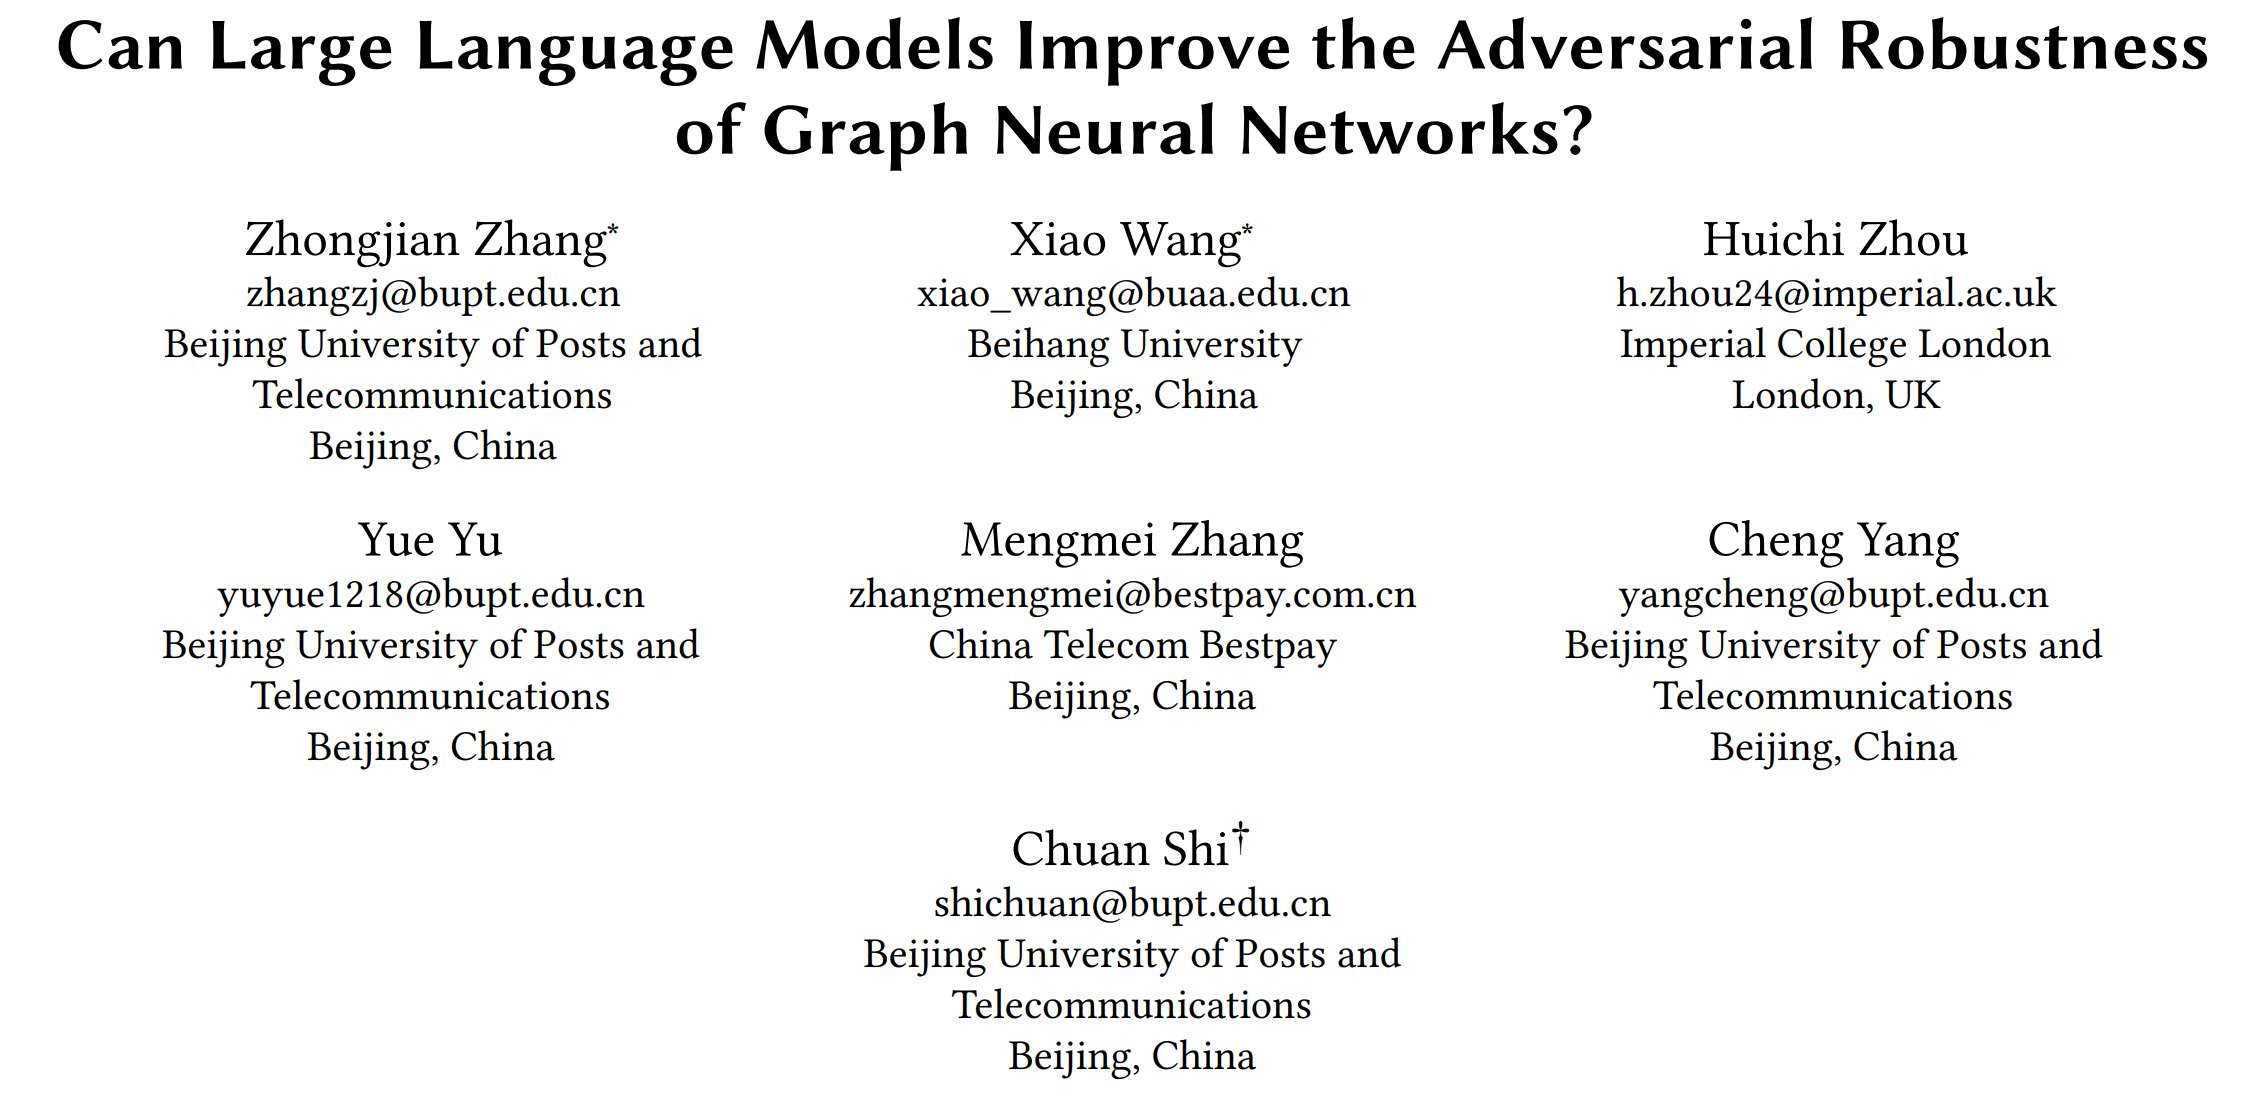 Can Large Language Models Improve the Adversarial Robustness
of Graph Neural Networks?
Zhongjian Zhang*
zhangzj@bupt.edu.cn
Beijing University of Posts and
Telecommunications
Beijing, China
Xiao Wang*
xiao_wang@buaa.edu.cn
Beihang University
Beijing, China
Huichi Zhou
h.zhou24@imperial.ac.uk
Imperial College London
London, UK
Yue Yu
yuyue1218@bupt.edu.cn
Beijing University of Posts and
Telecommunications
Beijing, China
Mengmei Zhang
zhangmengmei@bestpay.com.cn
China Telecom Bestpay
Beijing, China
Cheng Yang
yangcheng@bupt.edu.cn
Beijing University of Posts and
Telecommunications
Beijing, China
Chuan Shi†
shichuan@bupt.edu.cn
Beijing University of Posts and
Telecommunications
Beijing, China